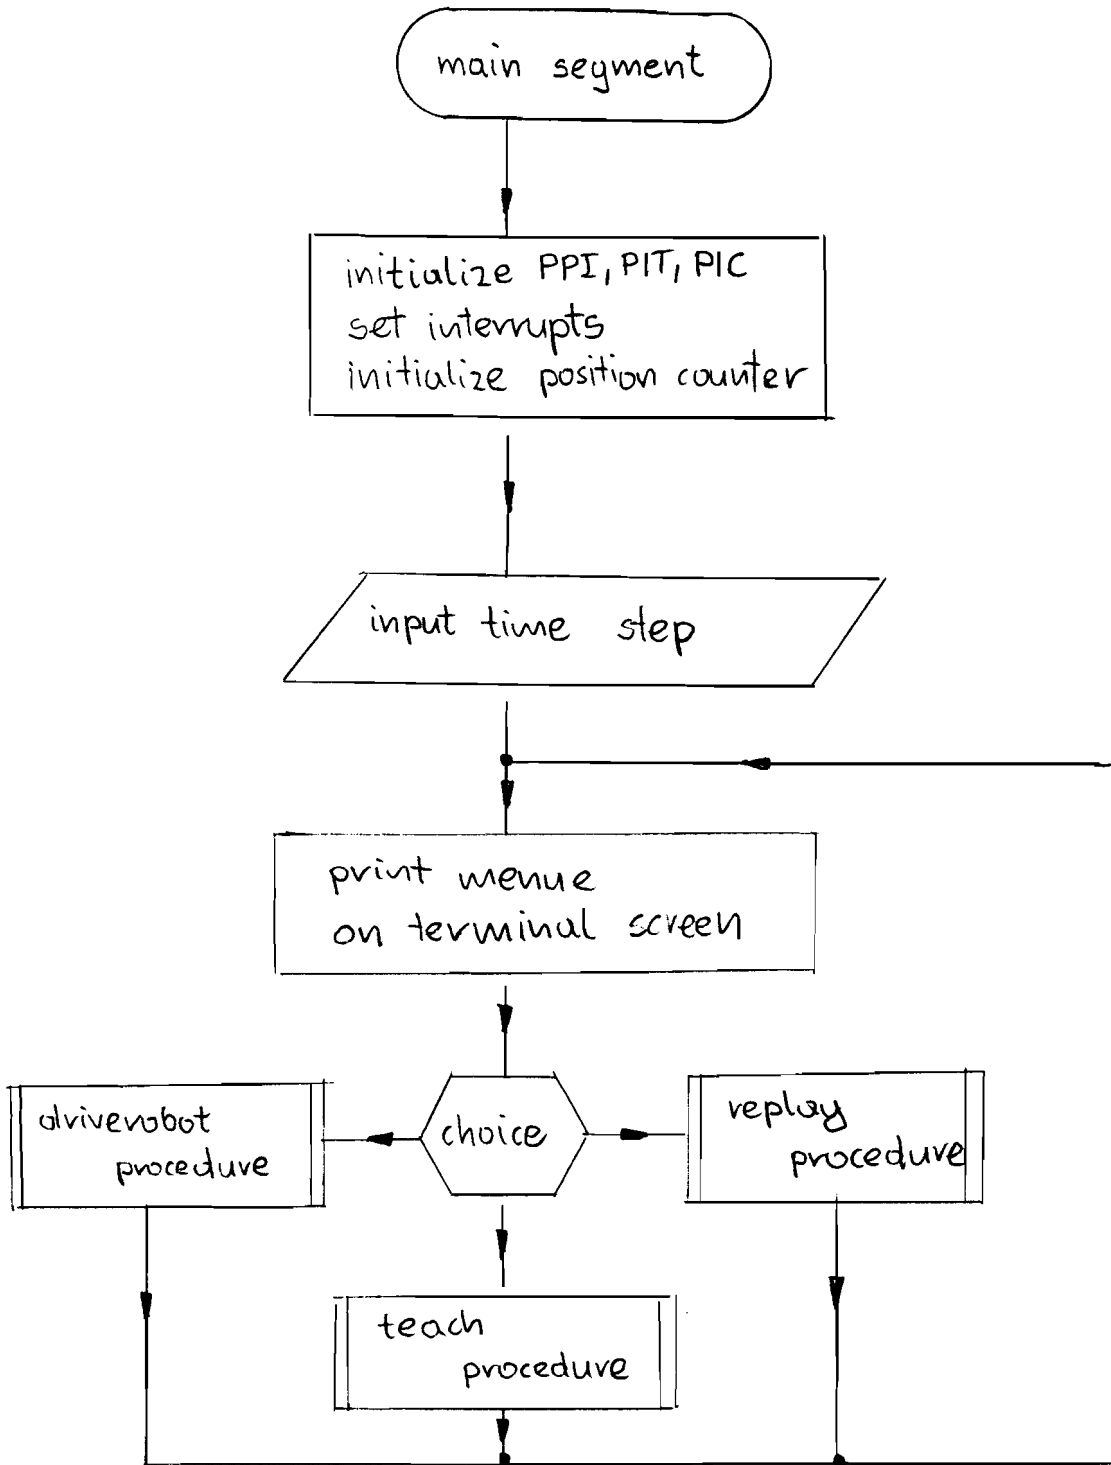 main segment
initialize PPI, PIT, PIC
set interrupts
initialize position counter
input time step
print menue
on terminal screen
driverobot
procedure
choice
replay
procedure
teach
procedure